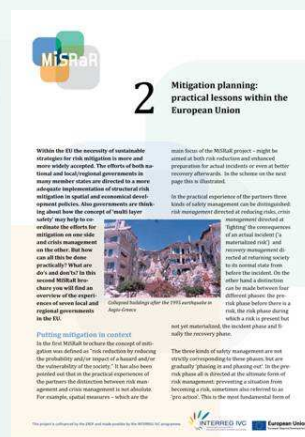 MiSRaR
2
Mitigation planning:
practical lessons within the
European Union
Within the EU the necessity of sustainable
strategies for risk mitigation is more and
more widely accepted. The efforts of both na-
tional and local/regional governments in
many member states are directed to a more
adequate implementation of structural risk
mitigation in spatial and economical devel-
opment policies. Also governments are think-
ing about how the concept of 'multi layer
safety' may help to co-
ordinate the efforts for
mitigation on one side
and crisis management
on the other. But how
can all this be done
practically? What are
do's and don'ts? In this
second MiSRaR bro-
chure you will find an
overview of the experi-
ences of seven local and
regional governments
in the EU.
Collapsed buildings after the 1995 earthquake in
Aegio-Greece
Putting mitigation in context
In the first MiSRaR brochure the concept of miti-
gation was defined as "risk reduction by reducing
the probability and/or impact of a hazard and/or
the vulnerability of the society." It has also been
pointed out that in the practical experiences of
the partners the distinction between risk man-
agement and crisis management is not absolute.
For example, spatial measures – which are the
main focus of the MiSRaR project – might be
aimed at both risk reduction and enhanced
preparation for actual incidents or even at better
recovery afterwards. In the scheme on the next
page this is illustrated.
In the practical experience of the partners three
kinds of safety management can be distinguished:
risk management directed at reducing risks, crisis
management directed at
'fighting' the consequences
of an actual incident ('a
materialized risk') and
recovery management di-
rected at returning society
to its normal state from
before the incident. On the
other hand a distinction
can be made between four
different phases: the pro-
risk phase before there is a
risk, the risk phase during
which a risk is present but
not yet materialized, the incident phase and fi-
nally the recovery phase.
The three kinds of safety management are not
strictly corresponding to these phases, but are
gradually 'phasing in and phasing out'. In the pre-
risk phase all is directed at the ultimate form of
risk management: preventing a situation from
becoming a risk, sometimes also referred to as
'pro action'. This is the most fundamental form of
This project is cofinanced by the ERDF and made possible by the INTERREG IVC programme
INTERREG IVC
European Union